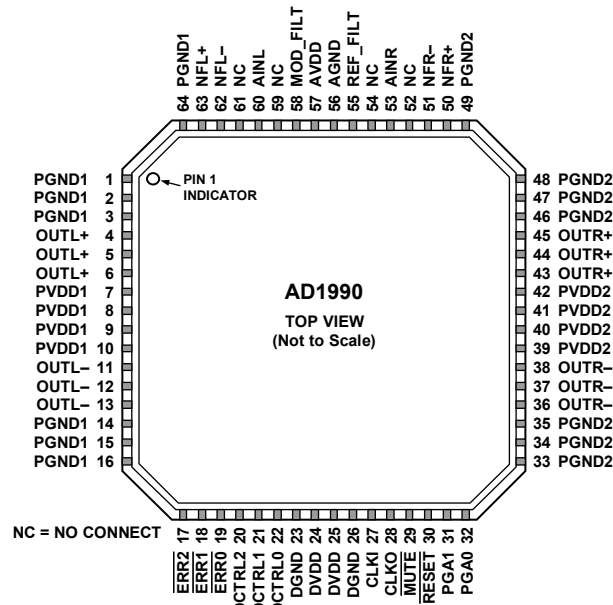 64 PGND1
63 NFL+
62 NFL–
61 NC
60 AINL
59 NC
58 MOD_FILT
57 AVDD
56 AGND
55 REF_FILT
54 NC
53 AINR
52 NC
51 NFR–
50 NFR+
49 PGND2
PGND1 1
PGND1 2
PGND1 3
OUTL+ 4
OUTL+ 5
OUTL+ 6
PVDD1 7
PVDD1 8
PVDD1 9
PVDD1 10
OUTL– 11
OUTL– 12
OUTL– 13
PGND1 14
PGND1 15
PGND1 16
PIN 1
INDICATOR
AD1990
TOP VIEW
(Not to Scale)
48 PGND2
47 PGND2
46 PGND2
45 OUTR+
44 OUTR+
43 OUTR+
42 PVDD2
41 PVDD2
40 PVDD2
39 PVDD2
38 OUTR–
37 OUTR–
36 OUTR–
35 PGND2
34 PGND2
33 PGND2
NC = NO CONNECT
ERR2 17
ERR1 18
ERR0 19
DCTRL2 20
DCTRL1 21
DCTRL0 22
DGND 23
DVDD 24
DVDD 25
DGND 26
CLKI 27
CLKO 28
MUTE 29
RESET 30
PGA1 31
PGA0 32